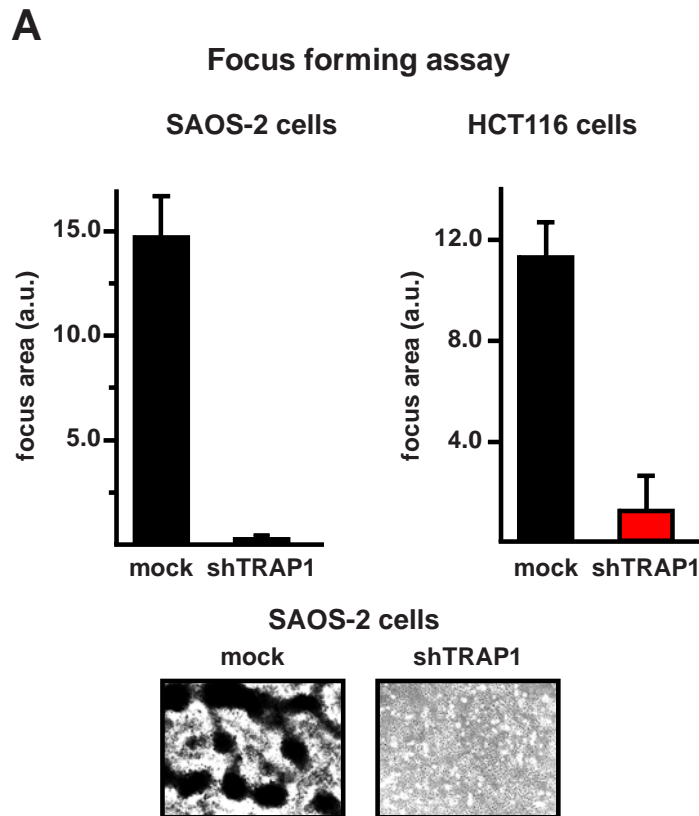 A
Focus forming assay
SAOS-2 cells
focus area (a.u.)
15.0
10.0
5.0
mock shTRAP1
HCT116 cells
focus area (a.u.)
12.0
8.0
4.0
mock shTRAP1
SAOS-2 cells
mock shTRAP1